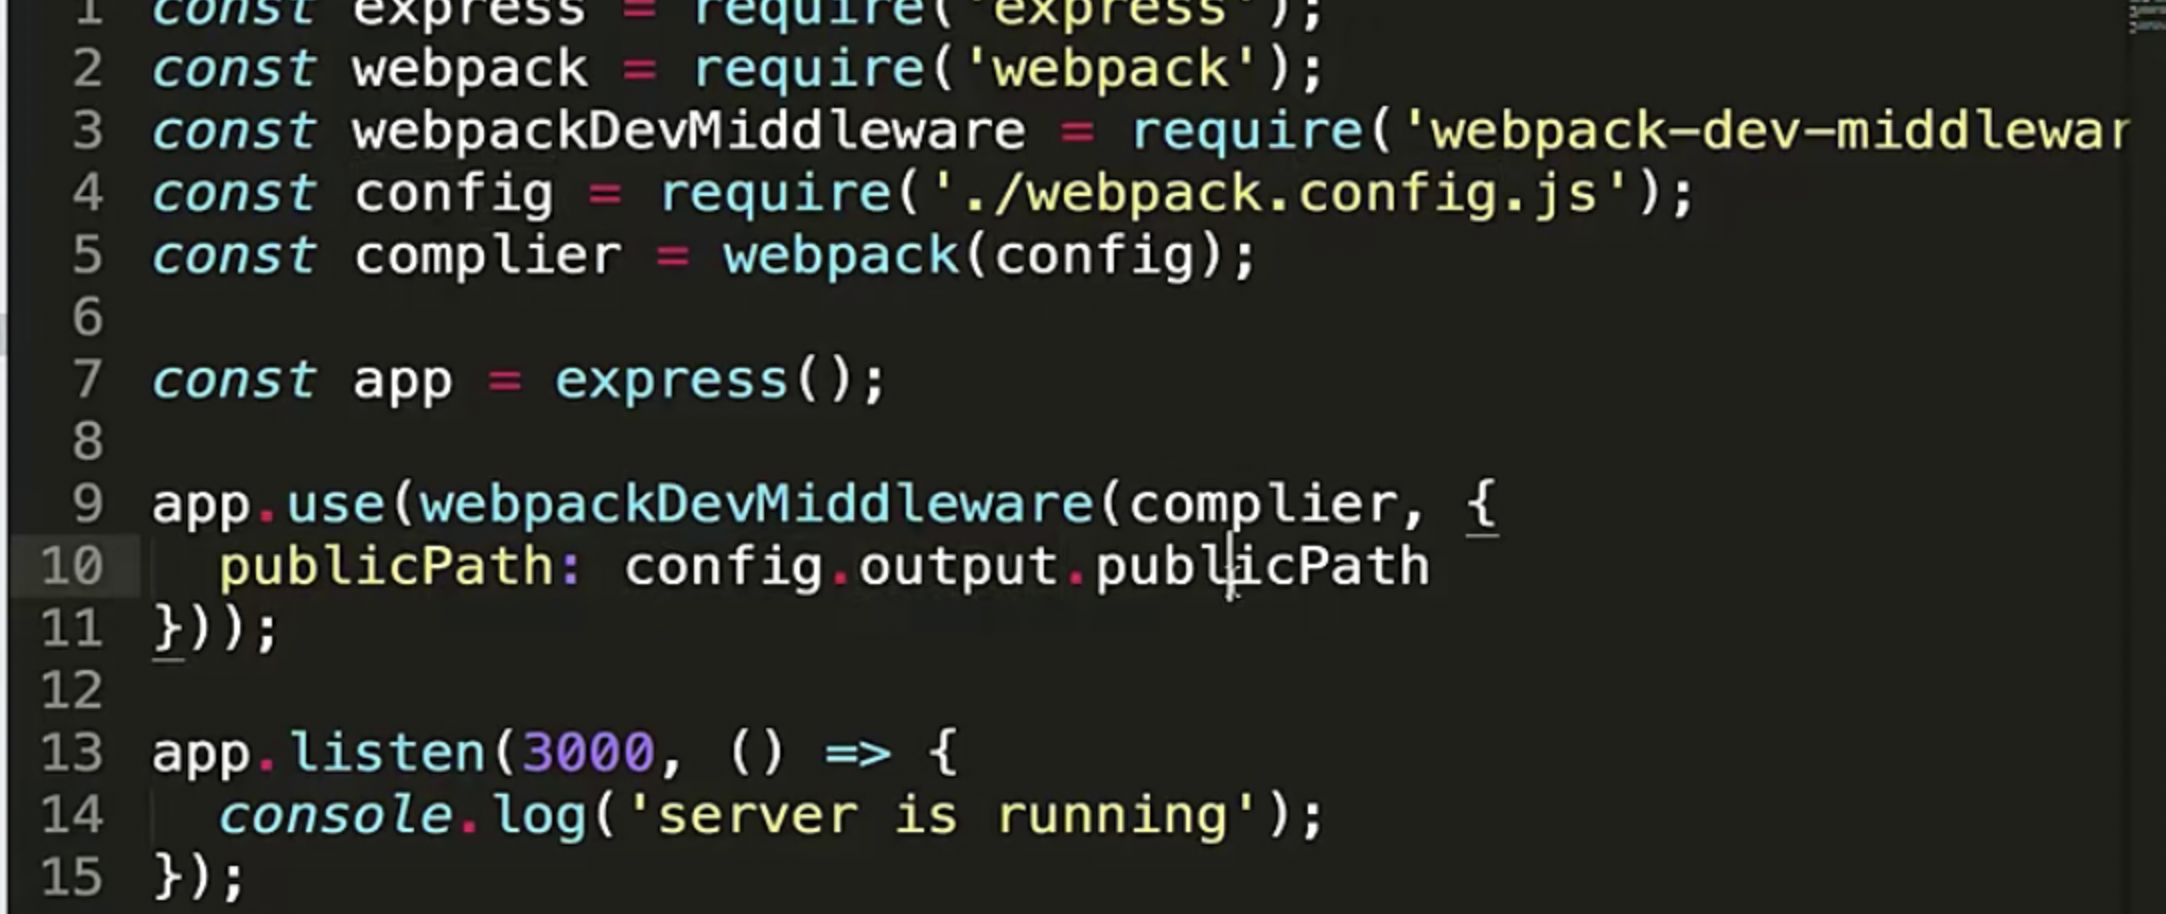 1 const express = require('express');
2 const webpack = require('webpack');
3 const webpackDevMiddleware = require('webpack-dev-middlewar
4 const config = require('./webpack.config.js');
5 const complier = webpack(config);
6
7 const app = express();
8
9 app.use(webpackDevMiddleware(complier, {
10 publicPath: config.output.publicPath
11 }));
12
13 app.listen(3000, () => {
14 console.log('server is running');
15 });